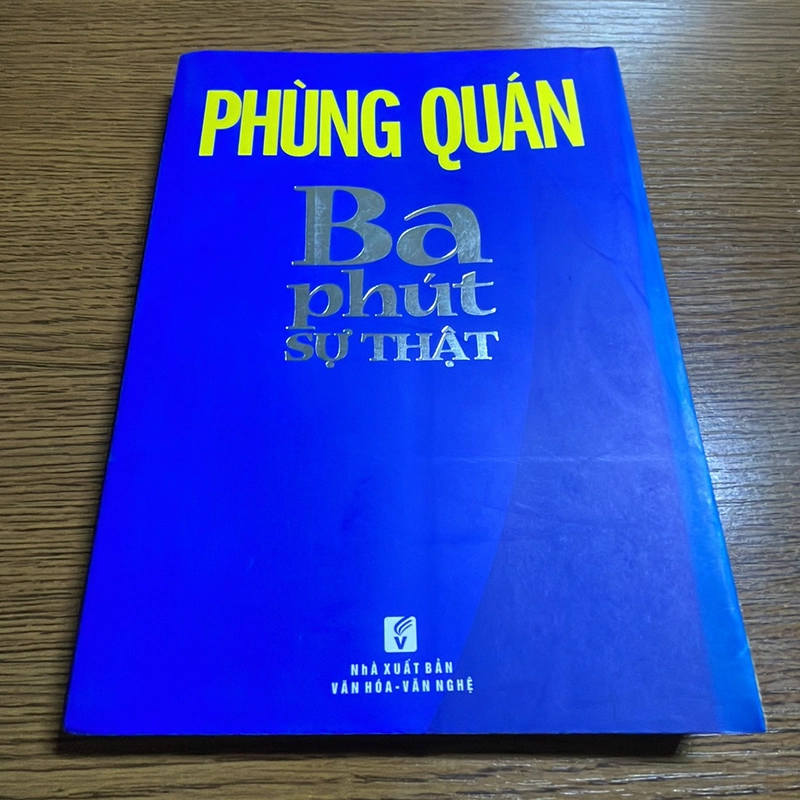 PHÙNG QUÁN
Ba
phút
SỰ THẬT
V
NhÀ XUẤT BẢN
VĂN HÓA-VĂN NGHỆ